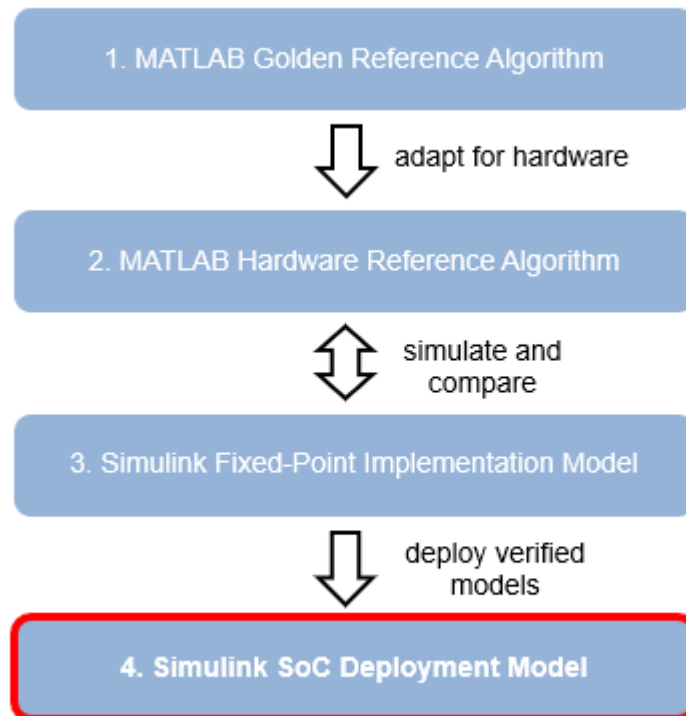 1. MATLAB Golden Reference Algorithm
adapt for hardware
2. MATLAB Hardware Reference Algorithm
simulate and
compare
3. Simulink Fixed-Point Implementation Model
deploy verified
models
4. Simulink SoC Deployment Model